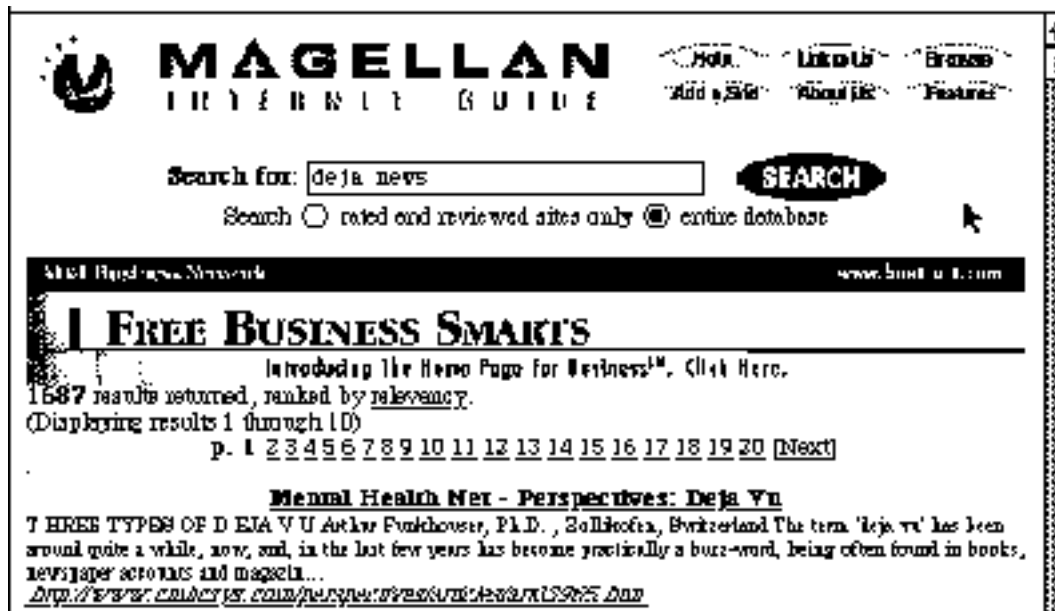 MAGELLAN
INTERNET GUIDE
Help Link to Us Browse
Add a Site About Us Features
Search for: deja news SEARCH
Search rated and reviewed sites only entire database
Business Network
FREE BUSINESS SMARTS
Introducing The Home Page for Business™. Click Here.
1687 results returned, ranked by relevancy.
(Displaying results 1 through 10)
p. 1 2 3 4 5 6 7 8 9 10 11 12 13 14 15 16 17 18 19 20 [Next]
Mental Health Net - Perspectives: Deja Vu
T HREE TYPES OF D EJA V U Arthur Funkhouser, Ph.D. , Zollikofen, Switzerland The term 'deja vu' has been
around quite a while, now, and, in the last few years has become practically a buzz-word, being often found in books,
newspaper accounts and magazin...